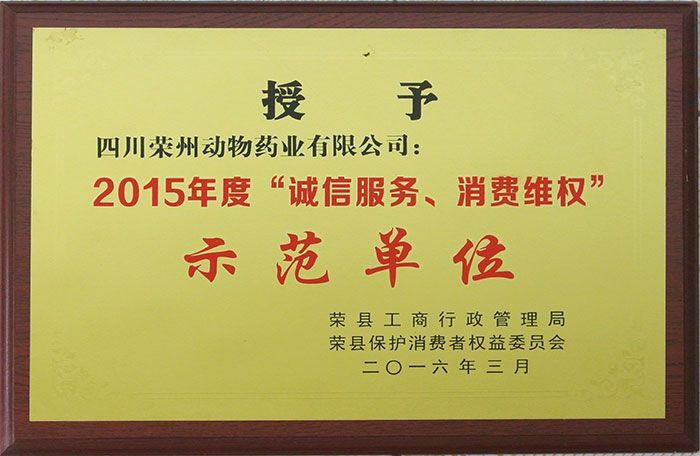 授予
四川荣州动物药业有限公司：
2015年度“诚信服务、消费维权”
示范单位
荣县工商行政管理局
荣县保护消费者权益委员会
二〇一六年三月